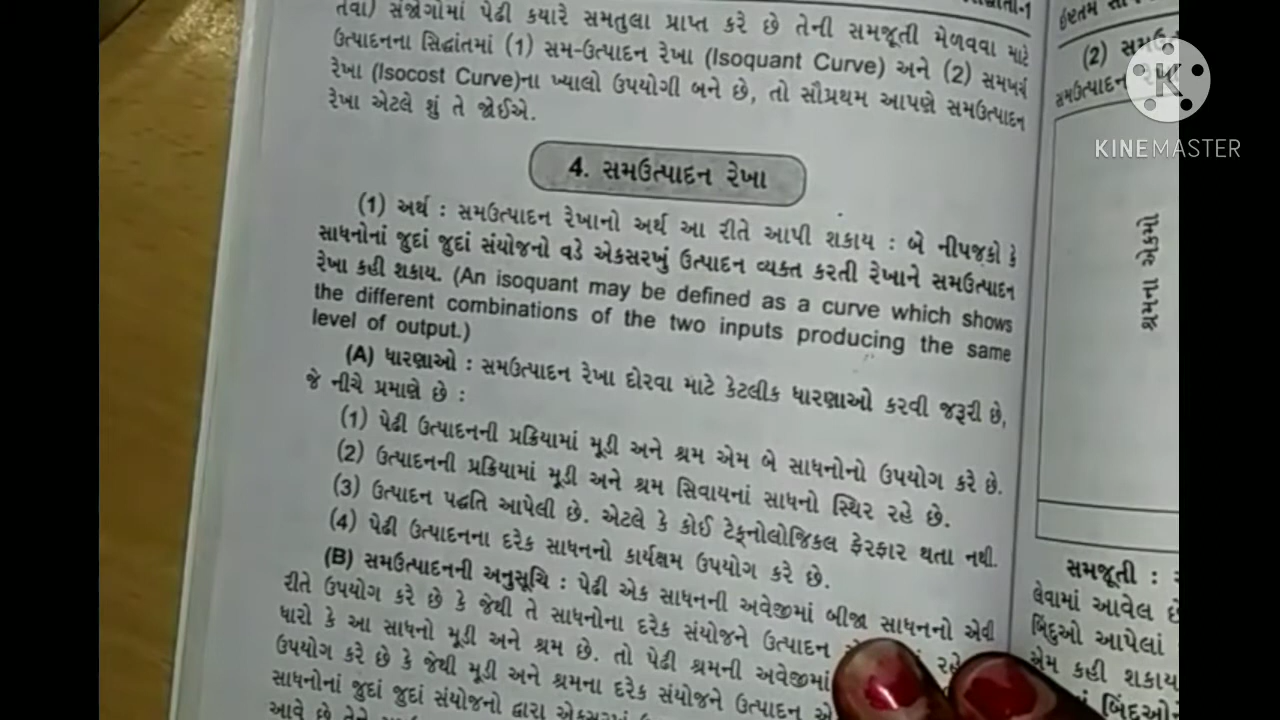 તેવા) સંજોગોમાં પેઢી કયારે સમતુલા પ્રાપ્ત કરે છે તેની સમજૂતી મેળવવા માટે
ઉત્પાદનના સિદ્ધાંતમાં (1) સમ-ઉત્પાદન રેખા (Isoquant Curve) અને (2) સમખર્ચ
રેખા (Isocost Curve)ના ખ્યાલો ઉપયોગી બને છે, તો સૌપ્રથમ આપણે સમઉત્પાદન
રેખા એટલે શું તે જોઈએ.
4. સમઉત્પાદન રેખા
(1) અર્થ : સમઉત્પાદન રેખાનો અર્થ આ રીતે આપી શકાય : બે નીપજકો કે
સાધનોનાં જુદાં જુદાં સંયોજનો વડે એકસરખું ઉત્પાદન વ્યક્ત કરતી રેખાને સમઉત્પાદન
રેખા કહી શકાય. (An isoquant may be defined as a curve which shows
the different combinations of the two inputs producing the same
level of output.)
(A) ધારણાઓ : સમઉત્પાદન રેખા દોરવા માટે કેટલીક ધારણાઓ કરવી જરૂરી છે,
જે નીચે પ્રમાણે છે :
(1) પેઢી ઉત્પાદનની પ્રક્રિયામાં મૂડી અને શ્રમ એમ બે સાધનોનો ઉપયોગ કરે છે.
(2) ઉત્પાદનની પ્રક્રિયામાં મૂડી અને શ્રમ સિવાયનાં સાધનો સ્થિર રહે છે.
(3) ઉત્પાદન પદ્ધતિ આપેલી છે. એટલે કે કોઈ ટેક્નોલોજિકલ ફેરફાર થતા નથી.
(4) પેઢી ઉત્પાદનના દરેક સાધનનો કાર્યક્ષમ ઉપયોગ કરે છે.
(B) સમઉત્પાદનની અનુસૂચિ : પેઢી એક સાધનની અવેજીમાં બીજા સાધનનો એવી
રીતે ઉપયોગ કરે છે કે જેથી તે સાધનોના દરેક સંયોજને ઉત્પાદન
ધારો કે આ સાધનો મૂડી અને શ્રમ છે. તો પેઢી શ્રમની અવેજીમાં
ઉપયોગ કરે છે કે જેથી મૂડી અને શ્રમના દરેક સંયોજને ઉત્પાદન
સાધનોનાં જુદાં જુદાં સંયોજનો દ્વારા
આવે છે
(2)
સમઉત્પાદન
શ્રમના એકમો
સમજૂતી :
લેવામાં આવેલ
બિંદુઓ આપેલાં
એમ કહી શકાય
KINEMASTER